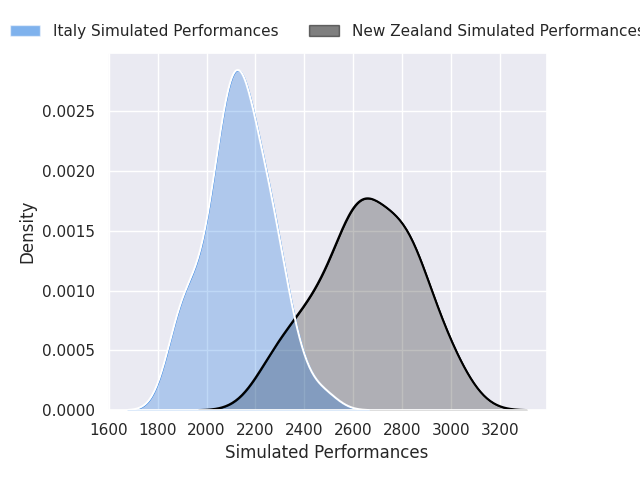 Italy Simulated Performances
New Zealand Simulated Performances
0.0025
0.0020
0.0015
0.0010
0.0005
0.0000
Density
1600 1800 2000 2200 2400 2600 2800 3000 3200
Simulated Performances